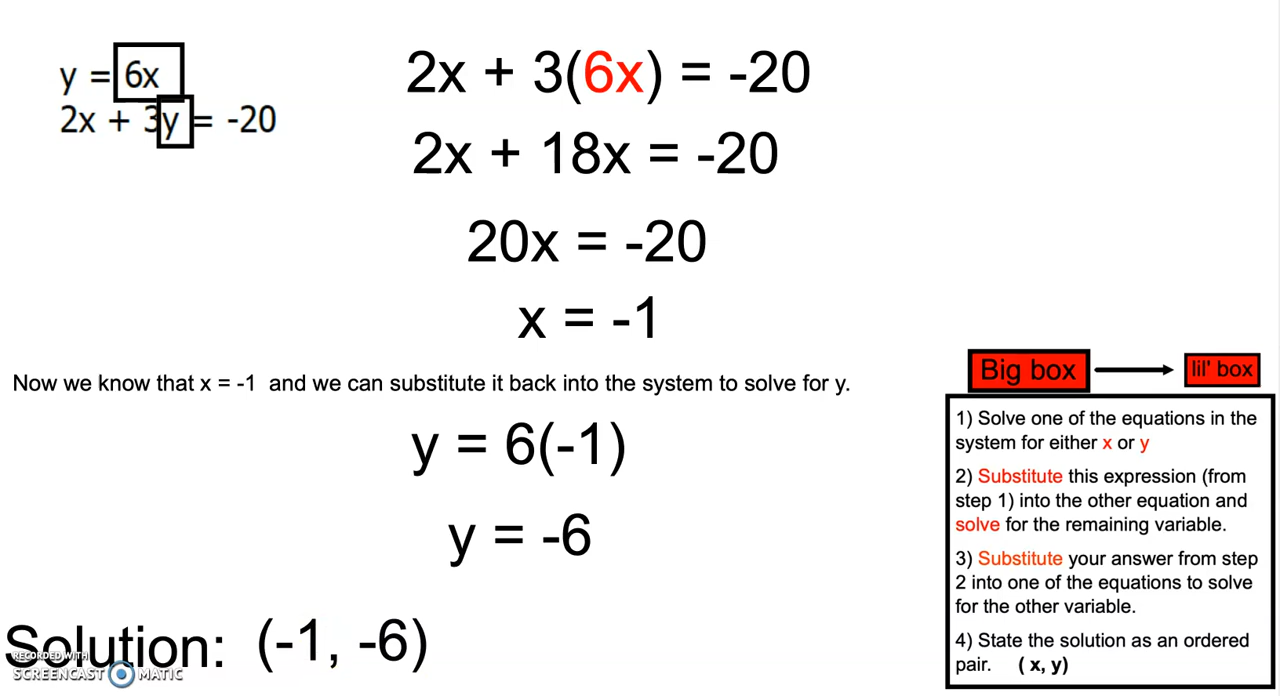 y = 6x
2x + 3y = -20
2x + 3(6x) = -20
2x + 18x = -20
20x = -20
x = -1
Now we know that x = -1 and we can substitute it back into the system to solve for y.
y = 6(-1)
y = -6
Solution: (-1, -6)
RECORDED WITH
SCREENCAST MATIC
Big box lil' box
1) Solve one of the equations in the
system for either x or y
2) Substitute this expression (from
step 1) into the other equation and
solve for the remaining variable.
3) Substitute your answer from step
2 into one of the equations to solve
for the other variable.
4) State the solution as an ordered
pair. ( x, y)